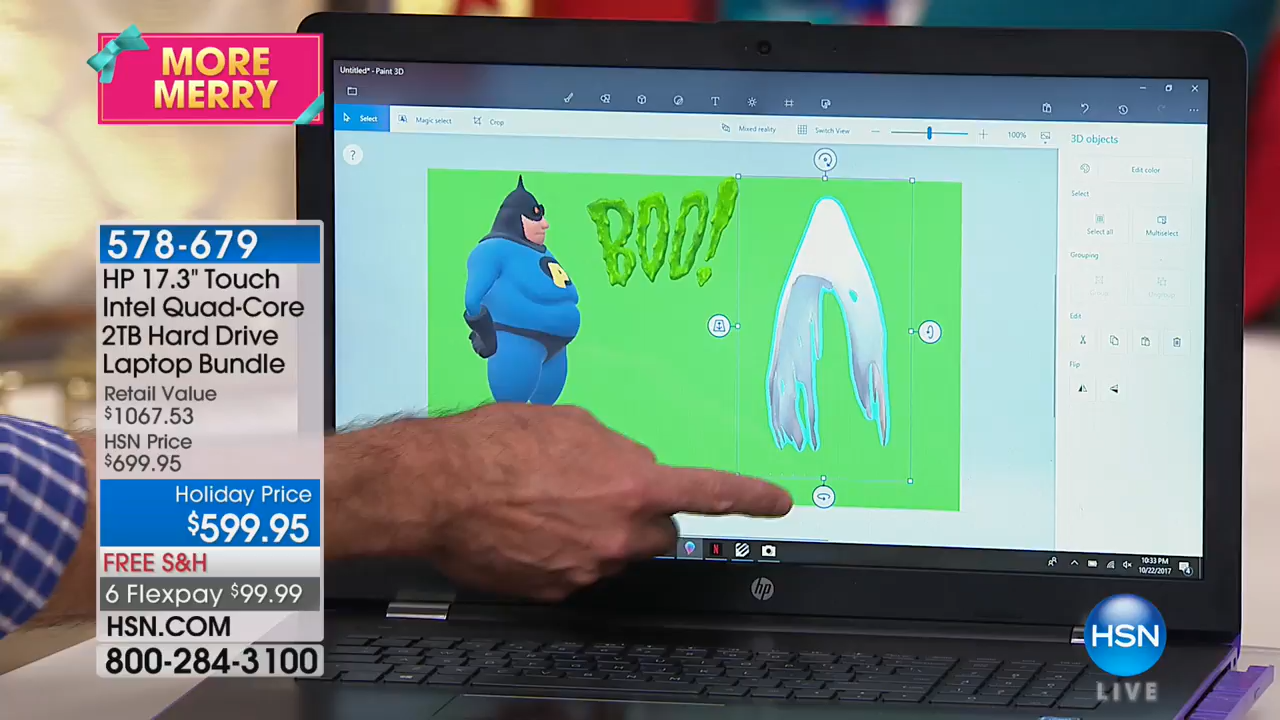 MORE
MERRY
578-679
HP 17.3" Touch
Intel Quad-Core
2TB Hard Drive
Laptop Bundle
Retail Value
$1067.53
HSN Price
$699.95
Holiday Price
$599.95
FREE S&H
6 Flexpay $99.99
HSN.COM
800-284-3100
Untitled* - Paint 3D
Select
Magic select
Crop
Mixed reality
Switch View
100%
?
3D objects
Edit color
Select
Select all
Multiselect
Grouping
Edit
Flip
BOO!
10:33 PM
10/22/2017
hp
HSN
LIVE